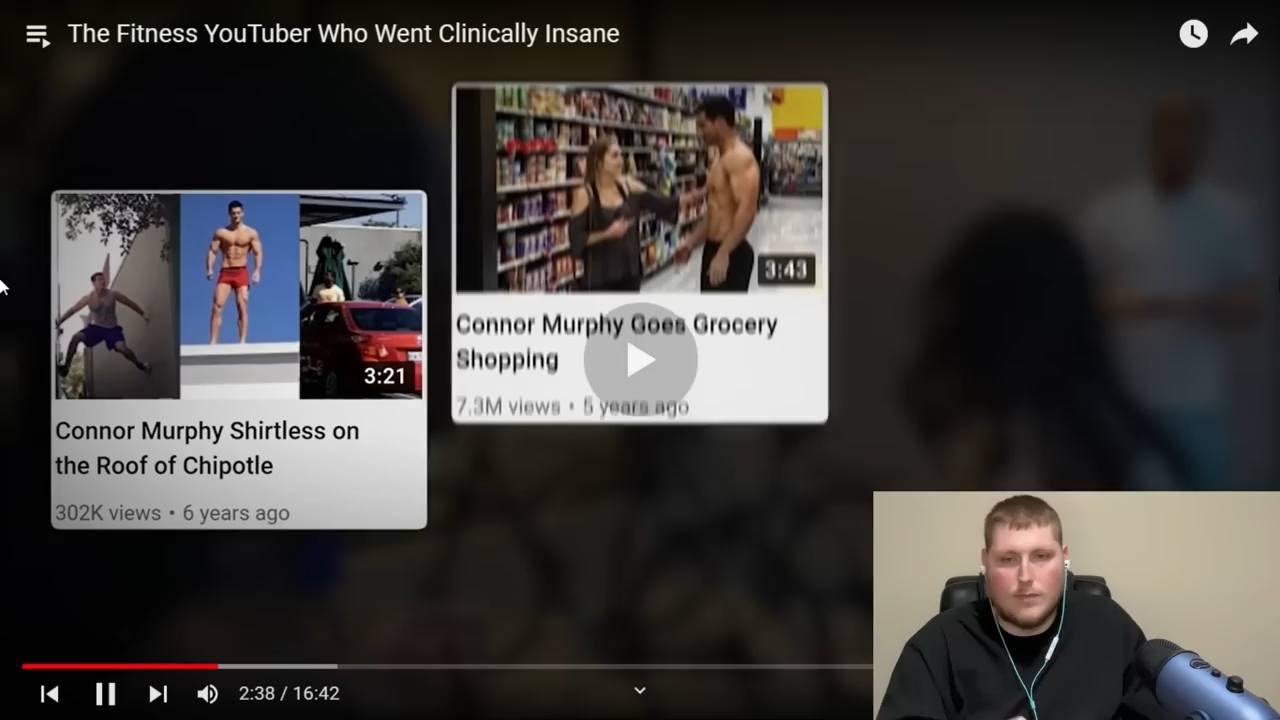 The Fitness YouTuber Who Went Clinically Insane
3:43
Connor Murphy Goes Grocery
Shopping
7.3M views • 5 years ago
3:21
Connor Murphy Shirtless on
the Roof of Chipotle
302K views • 6 years ago
2:38 / 16:42